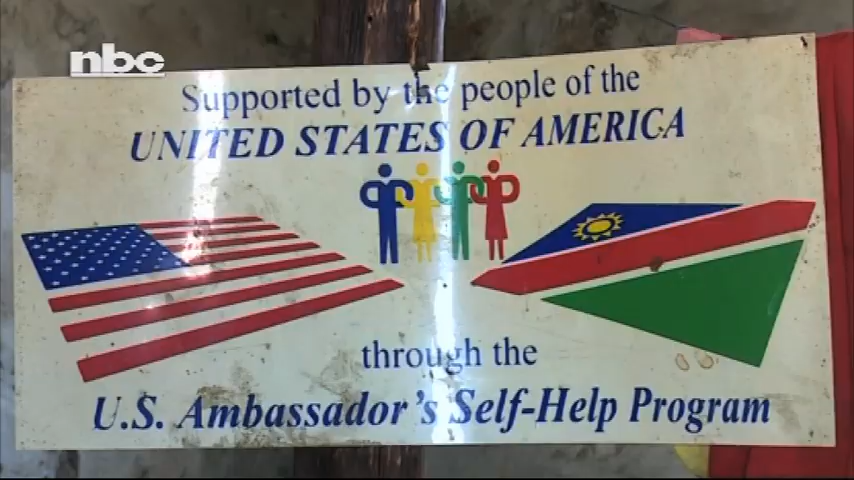 nbc
Supported by the people of the
UNITED STATES OF AMERICA
through the
U.S. Ambassador's Self-Help Program